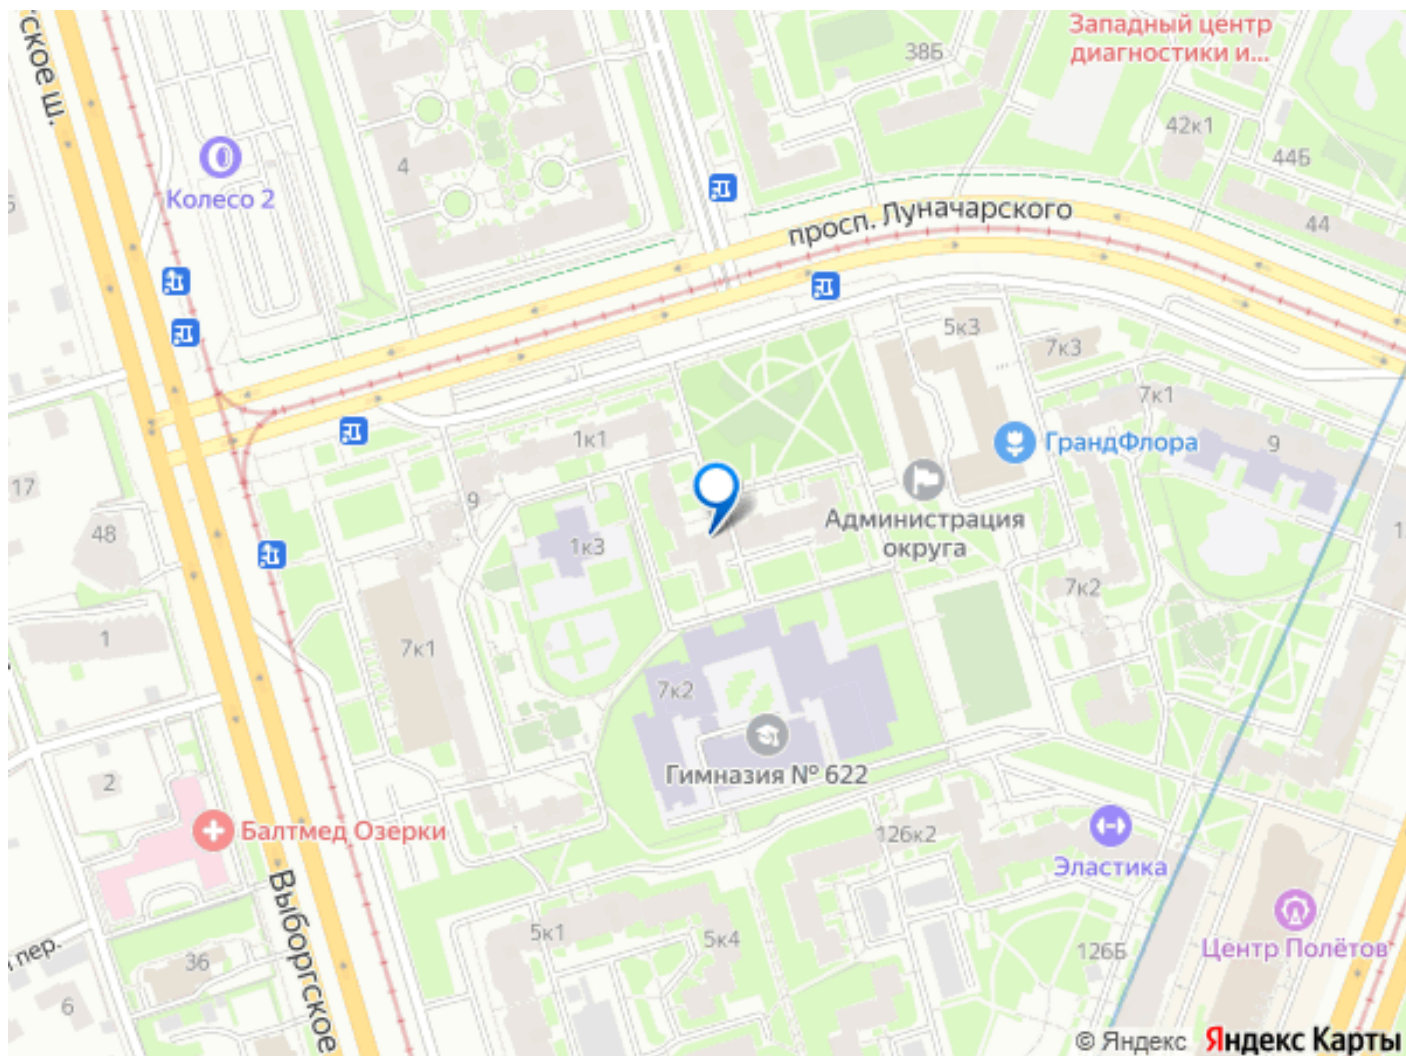 ское ш.
Западный центр
диагностики и...
38Б
42к1
44Б
4
Колесо 2
5
просп. Луначарского
44
5к3
7к3
7к1
1к1
ГрандФлора
9
17
9
48
1к3
Администрация
округа
1
7к2
1
7к1
7к2
Гимназия № 622
2
Балтмед Озерки
126к2
Эластика
Выборгское
5к1
5к4
126Б
Центр Полётов
пер.
36
6
© Яндекс Яндекс Карты